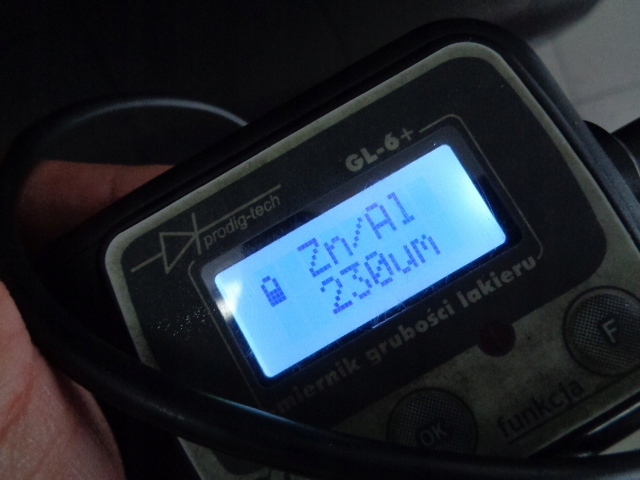 GL-6+
prodig-tech
Zn/Al
230um
miernik grubości lakieru
F
OK
funkcja